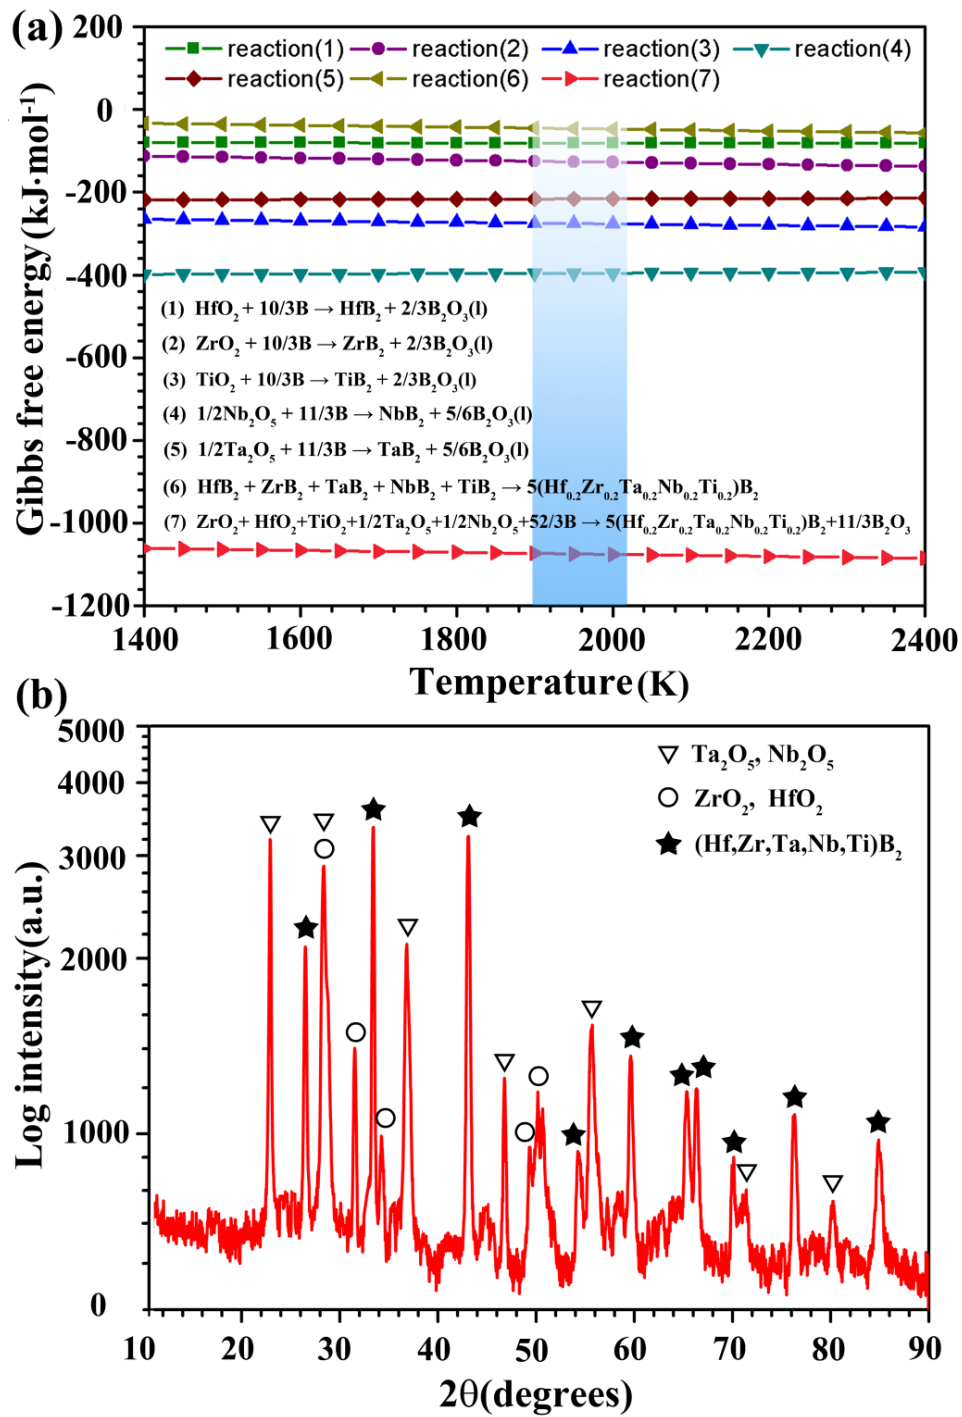 (a)
200
0
-200
-400
-600
-800
-1000
-1200
Gibbs free energy(kJ·mol⁻¹)
reaction(1) reaction(2) reaction(3) reaction(4)
reaction(5) reaction(6) reaction(7)
(1) HfO₂ + 10/3B → HfB₂ + 2/3B₂O₃(l)
(2) ZrO₂ + 10/3B → ZrB₂ + 2/3B₂O₃(l)
(3) TiO₂ + 10/3B → TiB₂ + 2/3B₂O₃(l)
(4) 1/2Nb₂O₅ + 11/3B → NbB₂ + 5/6B₂O₃(l)
(5) 1/2Ta₂O₅ + 11/3B → TaB₂ + 5/6B₂O₃(l)
(6) HfB₂ + ZrB₂ + TaB₂ + NbB₂ + TiB₂ → 5(Hf₀.₂Zr₀.₂Ta₀.₂Nb₀.₂Ti₀.₂)B₂
(7) ZrO₂+ HfO₂+TiO₂+1/2Ta₂O₅+1/2Nb₂O₅+52/3B → 5(Hf₀.₂Zr₀.₂Ta₀.₂Nb₀.₂Ti₀.₂)B₂+11/3B₂O₃
1400 1600 1800 2000 2200 2400
Temperature(K)
(b)
5000
4000
3000
2000
1000
0
Log intensity(a.u.)
Ta₂O₅, Nb₂O₅
ZrO₂, HfO₂
(Hf,Zr,Ta,Nb,Ti)B₂
10 20 30 40 50 60 70 80 90
2θ(degrees)